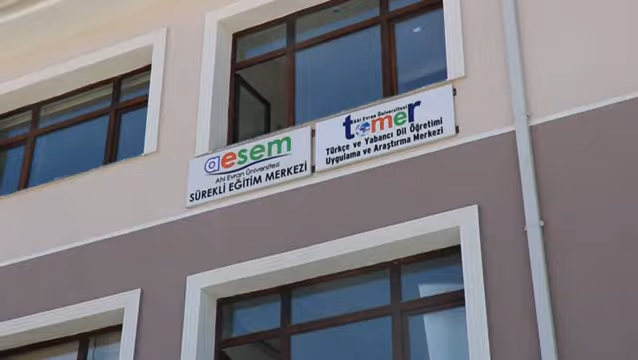 aesem
Ahi Evran Üniversitesi
SÜREKLİ EĞİTİM MERKEZİ
Ahi Evran Üniversitesi
tomer
Türkçe ve Yabancı Dil Öğretimi
Uygulama ve Araştırma Merkezi